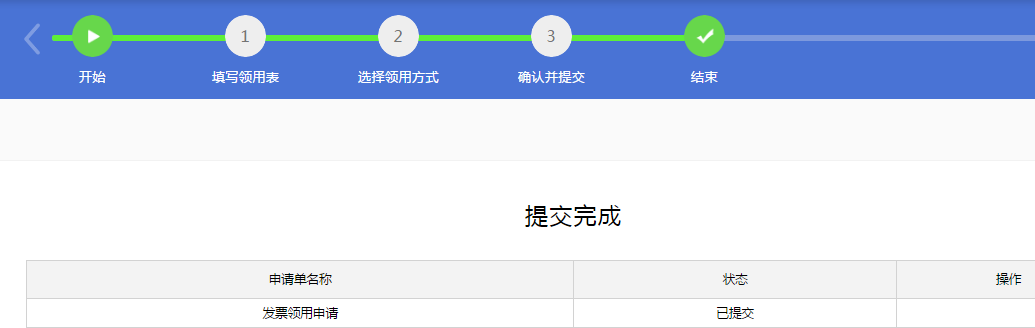 1 2 3
开始 填写领用表 选择领用方式 确认并提交 结束
提交完成
申请单名称 状态 操作
发票领用申请 已提交